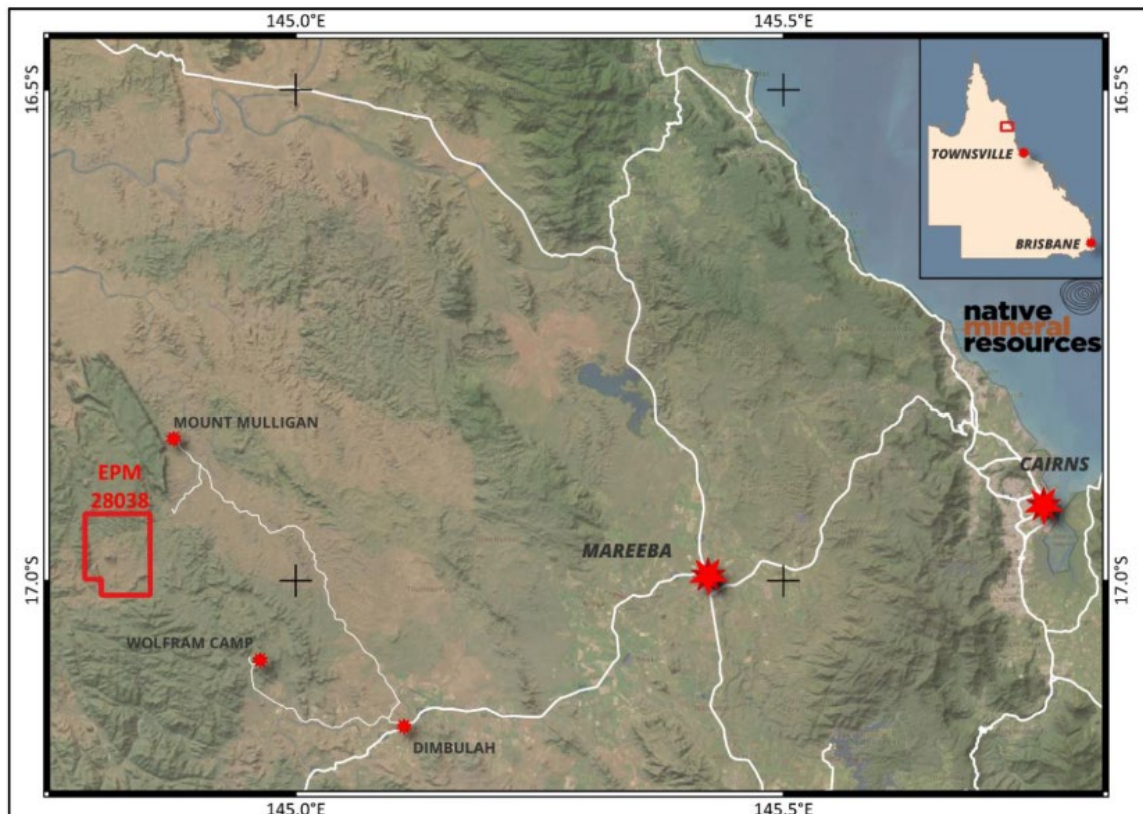 145.0°E
145.5°E
16.5°S
16.5°S
TOWNSVILLE
BRISBANE
native
mineral
resources
MOUNT MULLIGAN
EPM
28038
CAIRNS
MAREEBA
17.0°S
17.0°S
WOLFRAM CAMP
DIMBULAH
145.0°E
145.5°E